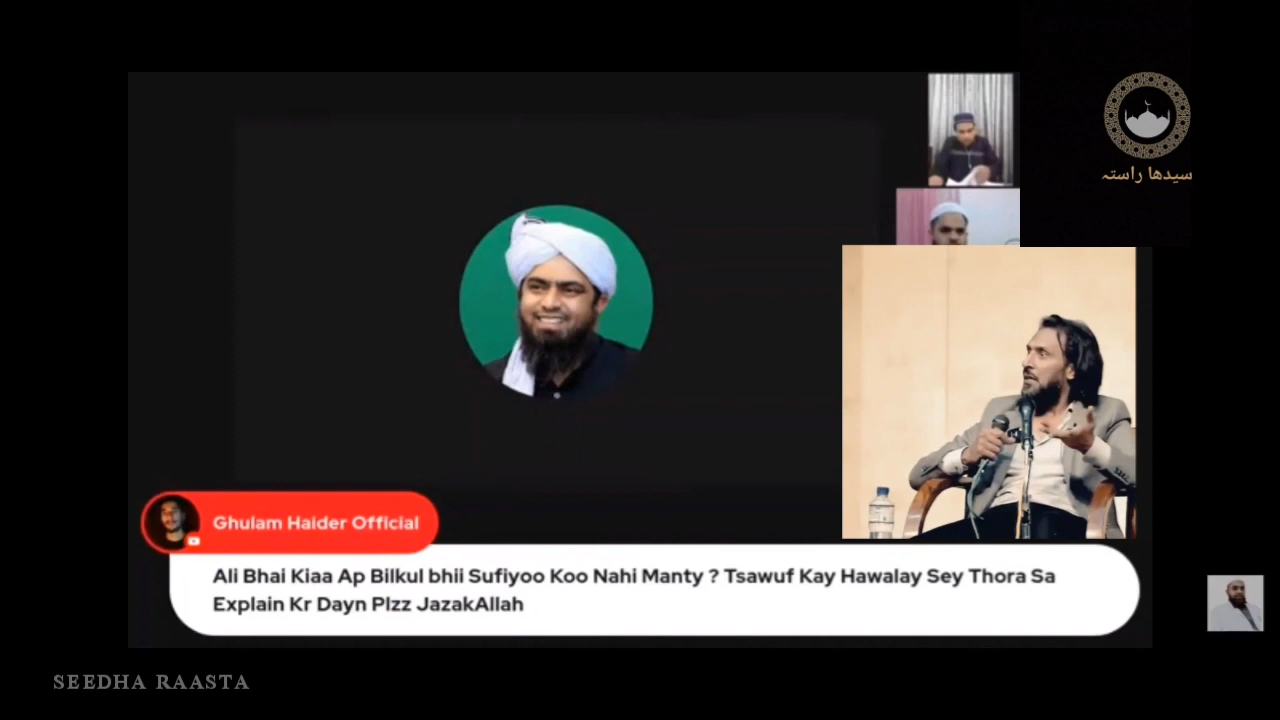 سیدھا راستہ
Ghulam Haider Official
Ali Bhai Kiaa Ap Bilkul bhii Sufiyoo Koo Nahi Manty ? Tsawuf Kay Hawalay Sey Thora Sa
Explain Kr Dayn Plzz JazakAllah
SEEDHA RAASTA